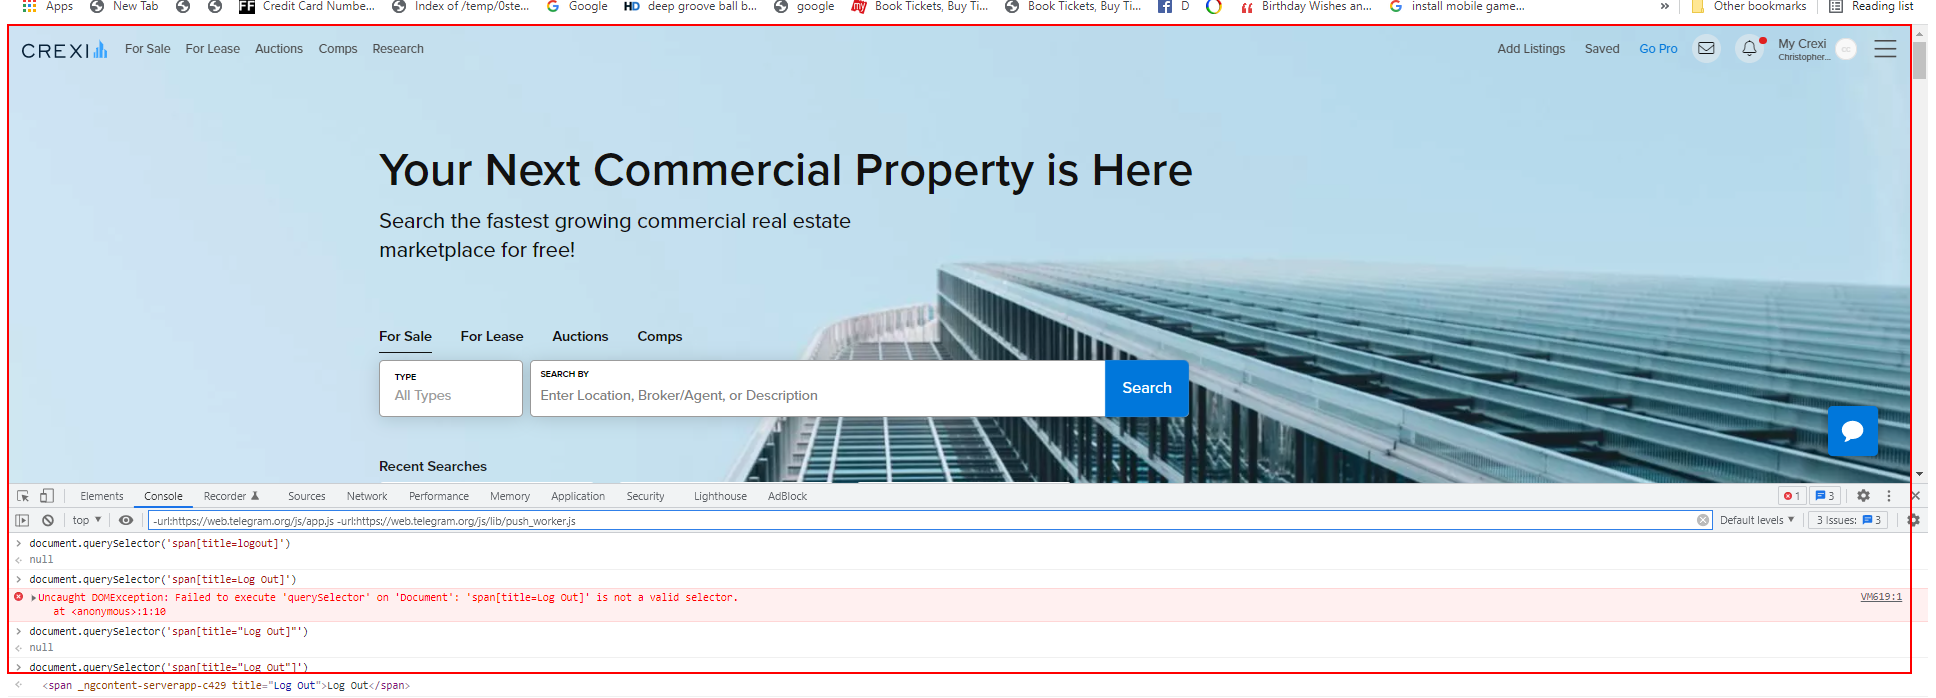 Apps New Tab FF Credit Card Numbe... Index of /temp/0ste... Google HD deep groove ball b... google my Book Tickets, Buy Ti... Book Tickets, Buy Ti... D Birthday Wishes an... install mobile game... » Other bookmarks Reading list
CREXI For Sale For Lease Auctions Comps Research Add Listings Saved Go Pro My Crexi
Christopher... cc
Your Next Commercial Property is Here
Search the fastest growing commercial real estate
marketplace for free!
For Sale For Lease Auctions Comps
TYPE
All Types
SEARCH BY
Enter Location, Broker/Agent, or Description
Search
Recent Searches
Elements Console Recorder Sources Network Performance Memory Application Security Lighthouse AdBlock 1 3
top -url:https://web.telegram.org/js/app.js -url:https://web.telegram.org/js/lib/push_worker.js Default levels 3 Issues: 3
document.querySelector('span[title=logout]')
null
document.querySelector('span[title=Log Out]')
Uncaught DOMException: Failed to execute 'querySelector' on 'Document': 'span[title=Log Out]' is not a valid selector. VM619:1
at <anonymous>:1:10
document.querySelector('span[title="Log Out]"')
null
document.querySelector('span[title="Log Out"]')
<span _ngcontent-serverapp-c429 title="Log Out">Log Out</span>